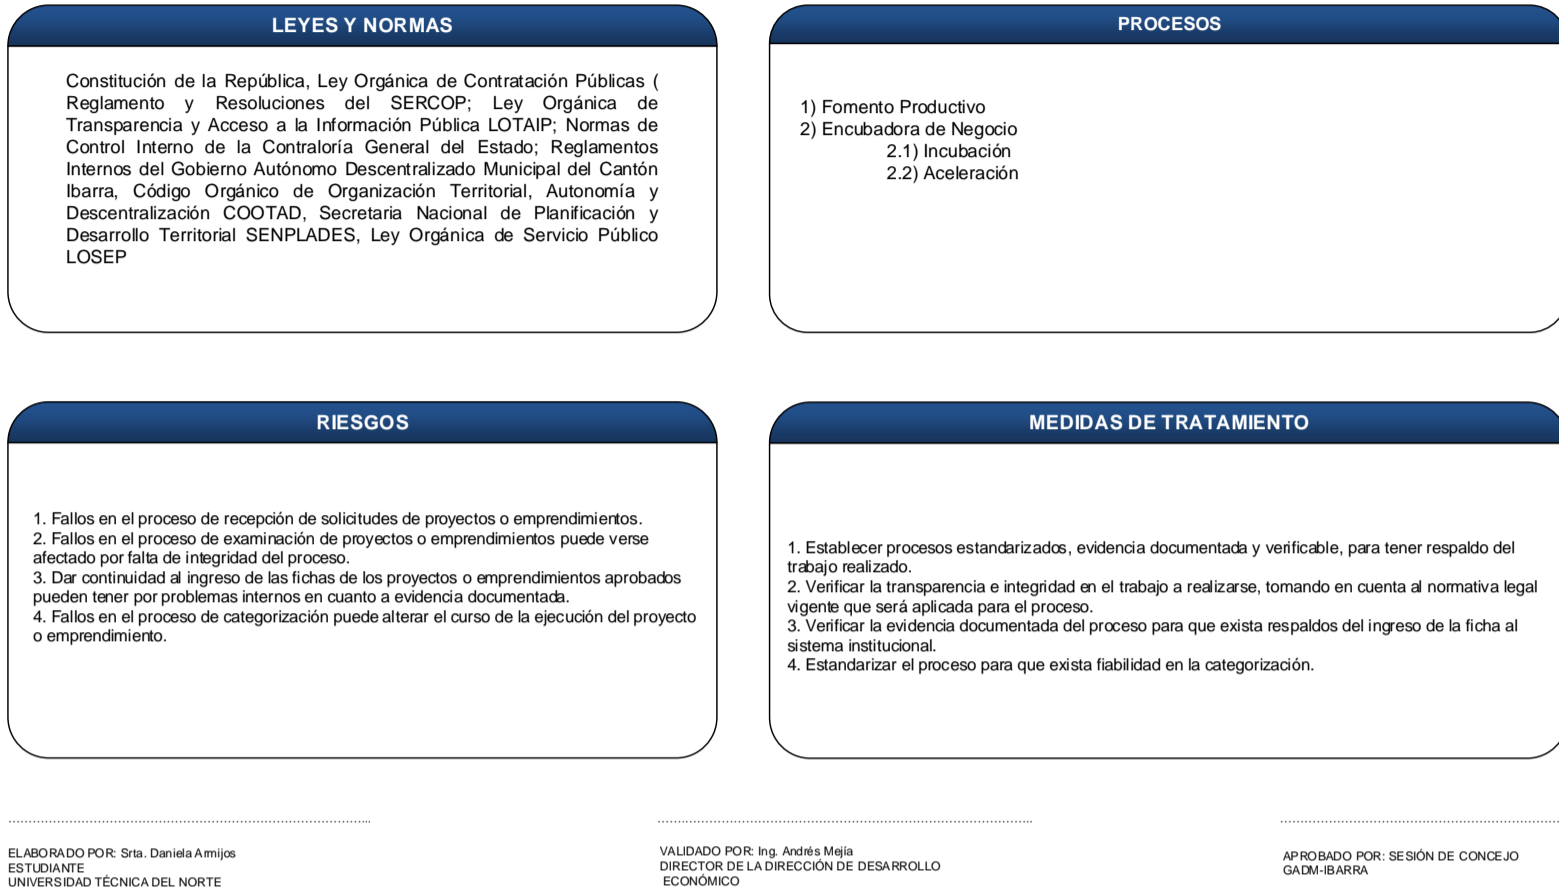 LEYES Y NORMAS
Constitución de la República, Ley Orgánica de Contratación Públicas (
Reglamento y Resoluciones del SERCOP; Ley Orgánica de
Transparencia y Acceso a la Información Pública LOTAIP; Normas de
Control Interno de la Contraloría General del Estado; Reglamentos
Internos del Gobierno Autónomo Descentralizado Municipal del Cantón
Ibarra, Código Orgánico de Organización Territorial, Autonomía y
Descentralización COOTAD, Secretaria Nacional de Planificación y
Desarrollo Territorial SENPLADES, Ley Orgánica de Servicio Público
LOSEP
PROCESOS
1) Fomento Productivo
2) Encubadora de Negocio
2.1) Incubación
2.2) Aceleración
RIESGOS
1. Fallos en el proceso de recepción de solicitudes de proyectos o emprendimientos.
2. Fallos en el proceso de examinación de proyectos o emprendimientos puede verse
afectado por falta de integridad del proceso.
3. Dar continuidad al ingreso de las fichas de los proyectos o emprendimientos aprobados
pueden tener por problemas internos en cuanto a evidencia documentada.
4. Fallos en el proceso de categorización puede alterar el curso de la ejecución del proyecto
o emprendimiento.
MEDIDAS DE TRATAMIENTO
1. Establecer procesos estandarizados, evidencia documentada y verificable, para tener respaldo del
trabajo realizado.
2. Verificar la transparencia e integridad en el trabajo a realizarse, tomando en cuenta al normativa legal
vigente que será aplicada para el proceso.
3. Verificar la evidencia documentada del proceso para que exista respaldos del ingreso de la ficha al
sistema institucional.
4. Estandarizar el proceso para que exista fiabilidad en la categorización.
ELABORADO POR: Srta. Daniela Armijos
ESTUDIANTE
UNIVERSIDAD TÉCNICA DEL NORTE
VALIDADO POR: Ing. Andrés Mejía
DIRECTOR DE LA DIRECCIÓN DE DESARROLLO
ECONÓMICO
APROBADO POR: SESIÓN DE CONCEJO
GADM-IBARRA